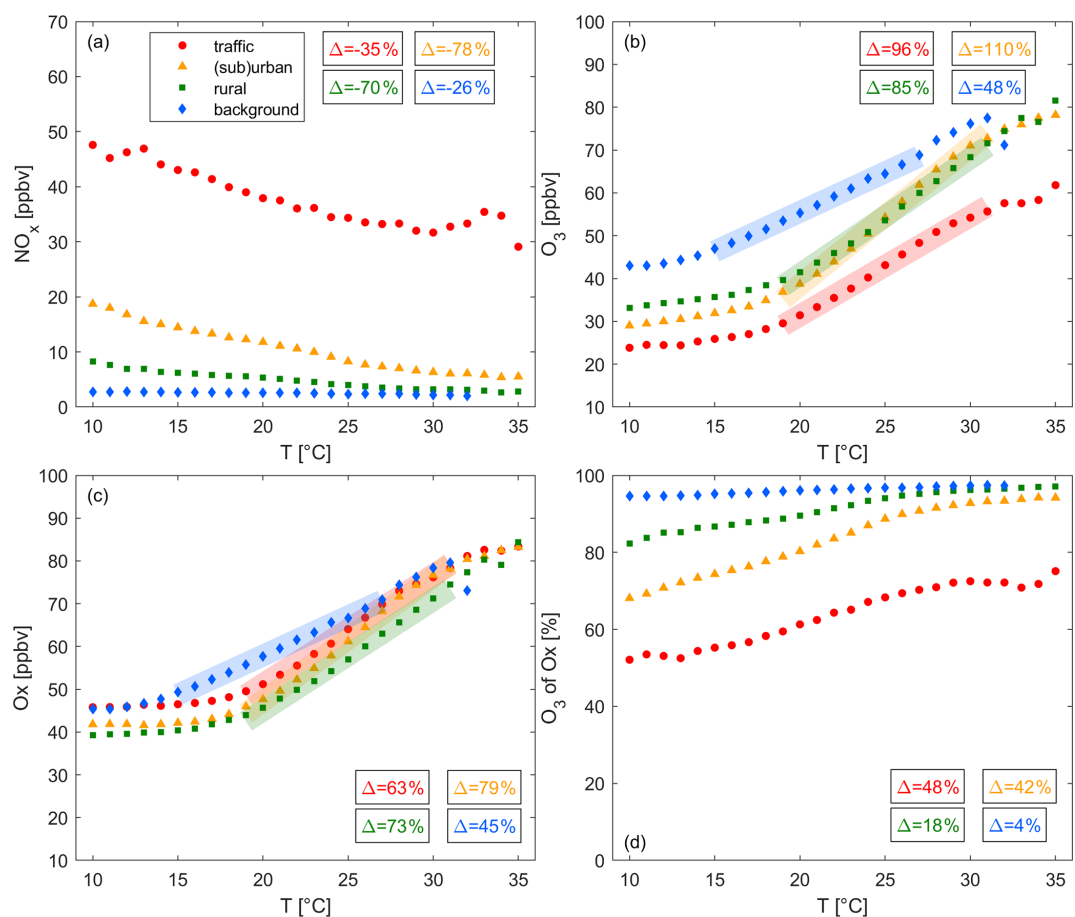 (a)
traffic
(sub)urban
rural
background
Δ=-35%
Δ=-78%
Δ=-70%
Δ=-26%
70
60
50
40
30
20
10
0
NOx [ppbv]
10 15 20 25 30 35
T [°C]
(b)
Δ=96%
Δ=110%
Δ=85%
Δ=48%
100
90
80
70
60
50
40
30
20
10
O3 [ppbv]
10 15 20 25 30 35
T [°C]
(c)
100
90
80
70
60
50
40
30
20
10
Ox [ppbv]
Δ=63%
Δ=79%
Δ=73%
Δ=45%
10 15 20 25 30 35
T [°C]
100
80
60
40
20
0
O3 of Ox [%]
Δ=48%
Δ=42%
Δ=18%
Δ=4%
(d)
10 15 20 25 30 35
T [°C]